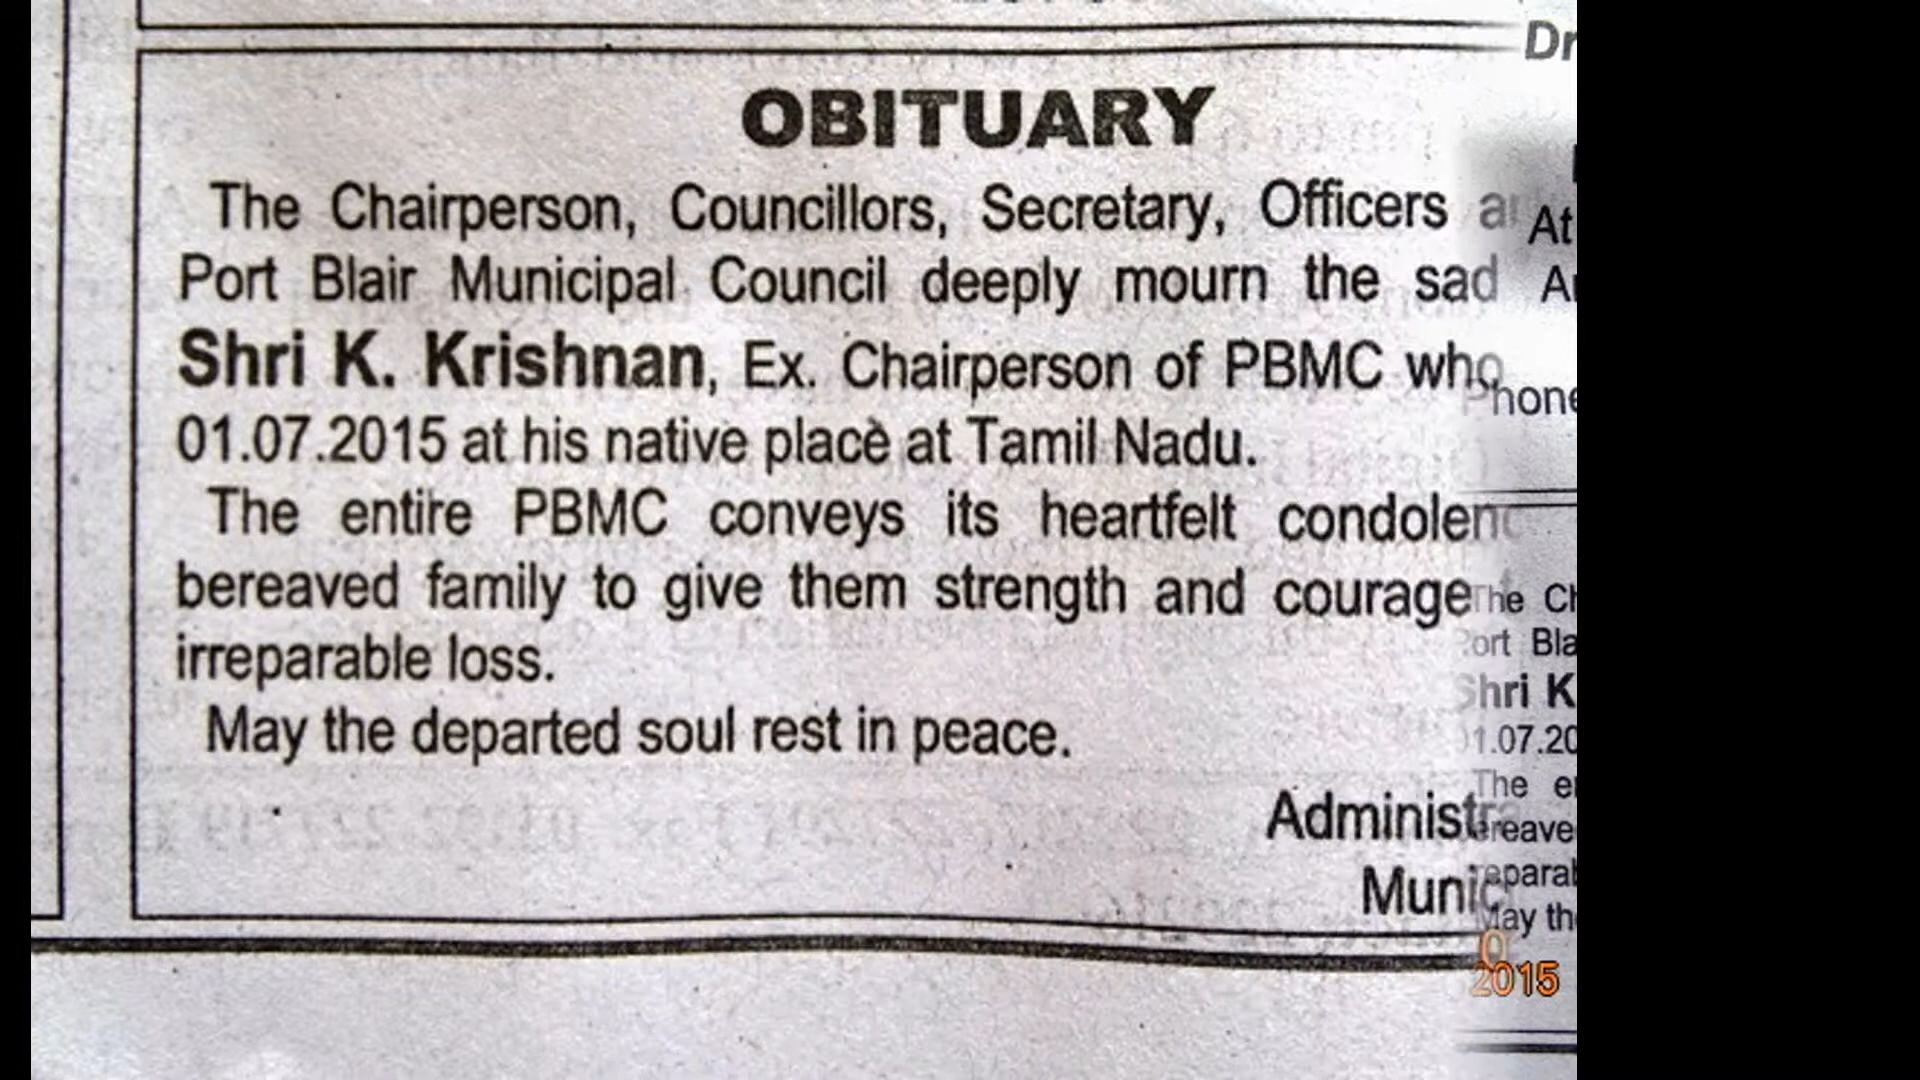 OBITUARY
The Chairperson, Councillors, Secretary, Officers
Port Blair Municipal Council deeply mourn the sad
Shri K. Krishnan, Ex. Chairperson of PBMC who
01.07.2015 at his native place at Tamil Nadu.
The entire PBMC conveys its heartfelt
bereaved family to give them strength and courage
irreparable loss.
May the departed soul rest in peace.
2015